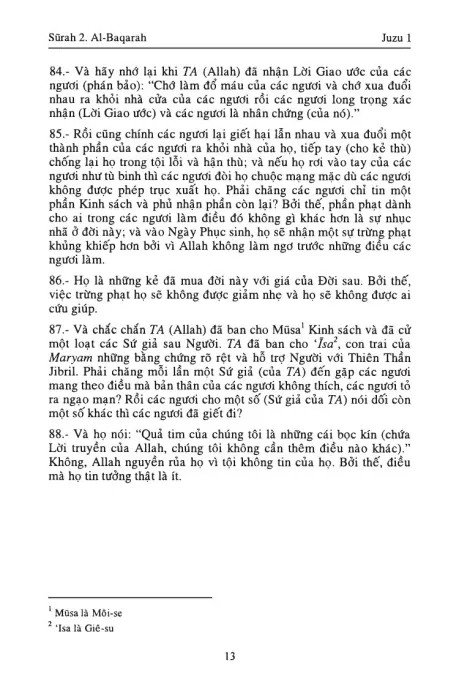 Sūrah 2. Al-Baqarah Juzu 1
84.- Và hãy nhớ lại khi TA (Allah) đã nhận Lời Giao ước của các
ngươi (phán bảo): “Chớ làm đổ máu của các ngươi và chớ xua đuổi
nhau ra khỏi nhà cửa của các ngươi rồi các ngươi long trọng xác
nhận (Lời Giao ước) và các ngươi là nhân chứng (của nó).”
85.- Rồi cũng chính các ngươi lại giết hại lẫn nhau và xua đuổi một
thành phần của các ngươi ra khỏi nhà của họ, tiếp tay (cho kẻ thù)
chống lại họ trong tội lỗi và hận thù; và nếu họ rơi vào tay của các
ngươi như tù binh thì các ngươi đòi họ chuộc mạng mặc dù các ngươi
không được phép trục xuất họ. Phải chăng các ngươi chỉ tin một
phần Kinh sách và phủ nhận phần còn lại? Bởi thế, phần phạt dành
cho ai trong các ngươi làm điều đó không gì khác hơn là sự nhục
nhã ở đời này; và vào Ngày Phục sinh, họ sẽ nhận một sự trừng phạt
khủng khiếp hơn bởi vì Allah không làm ngơ trước những điều các
ngươi làm.
86.- Họ là những kẻ đã mua đời này với giá của Đời sau. Bởi thế,
việc trừng phạt họ sẽ không được giảm nhẹ và họ sẽ không được ai
cứu giúp.
87.- Và chắc chắn TA (Allah) đã ban cho Mūsa¹ Kinh sách và đã cử
một loạt các Sứ giả sau Người. TA đã ban cho ‘Īsa², con trai của
Maryam những bằng chứng rõ rệt và hỗ trợ Người với Thiên Thần
Jibril. Phải chăng mỗi lần một Sứ giả (của TA) đến gặp các ngươi
mang theo điều mà bản thân của các ngươi không thích, các ngươi tỏ
ra ngạo mạn? Rồi các ngươi cho một số (Sứ giả của TA) nói dối còn
một số khác thì các ngươi đã giết đi?
88.- Và họ nói: “Quả tim của chúng tôi là những cái bọc kín (chứa
Lời truyền của Allah, chúng tôi không cần thêm điều nào khác).”
Không, Allah nguyền rủa họ vì tội không tin của họ. Bởi thế, điều
mà họ tin tưởng thật là ít.
¹ Mūsa là Môi-se
² ‘Isa là Giê-su
13